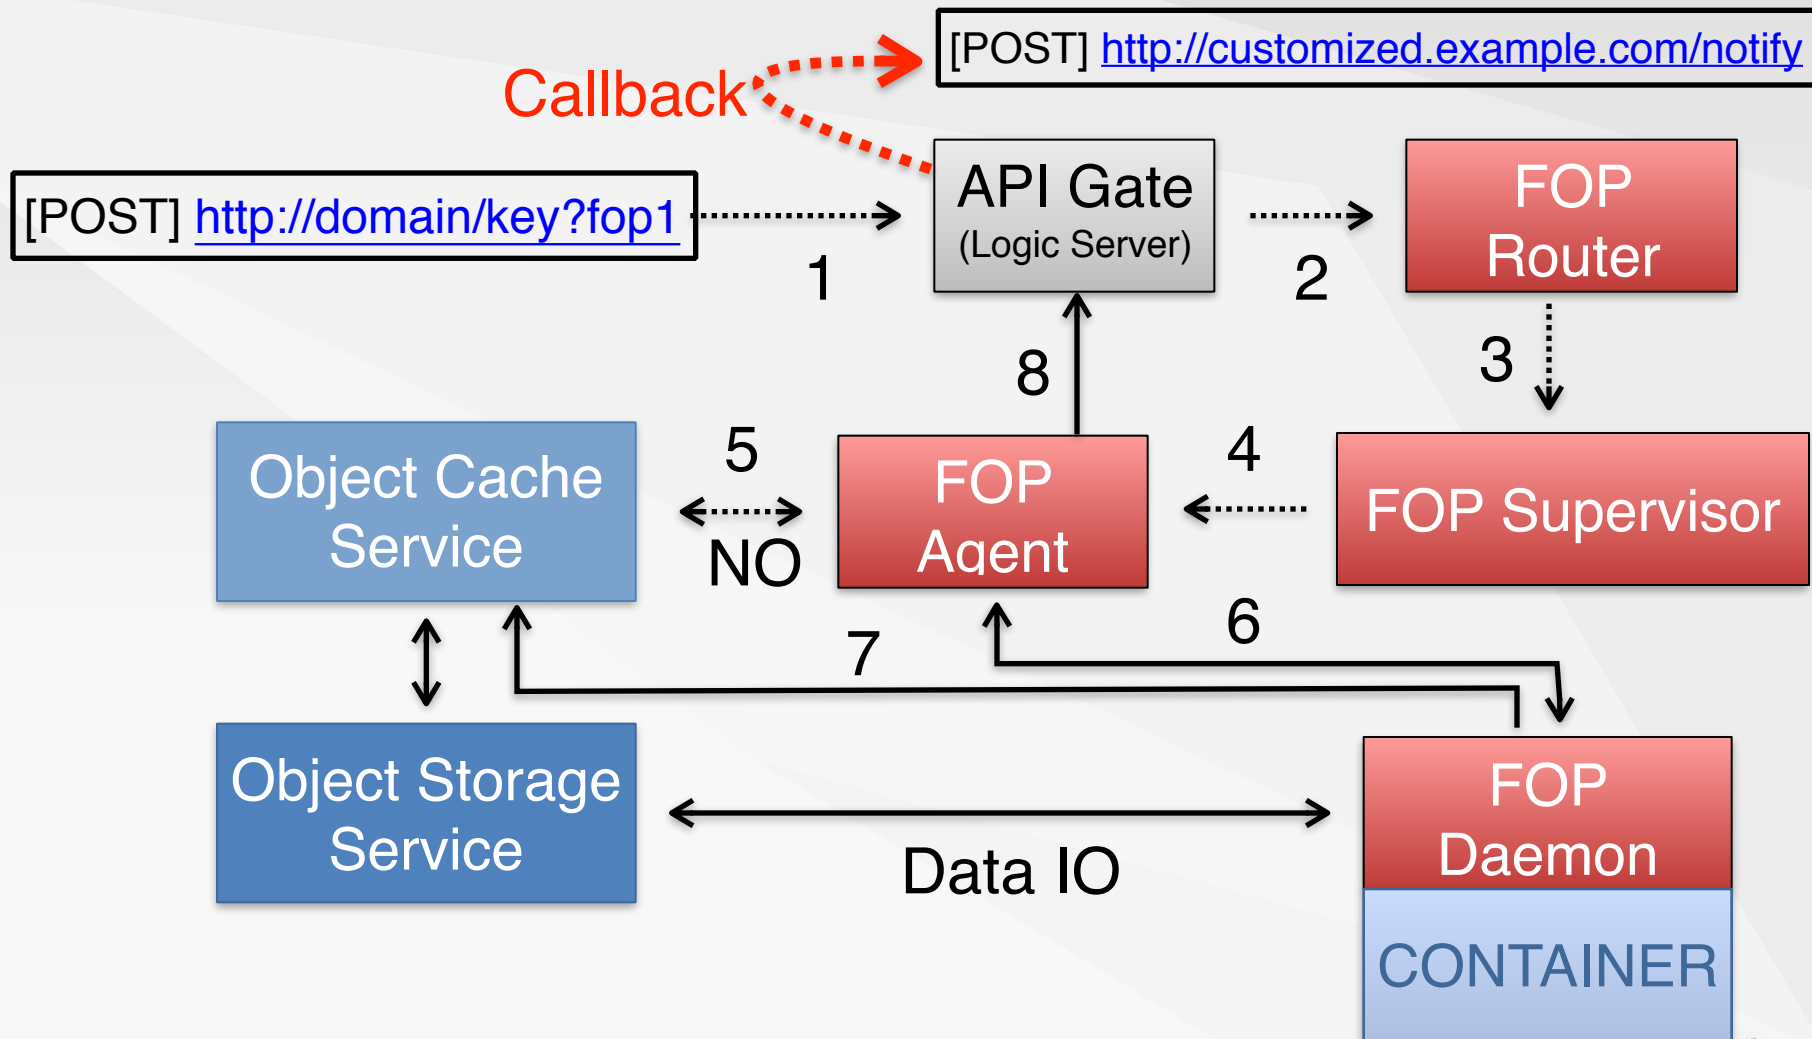 [POST] http://customized.example.com/notify
Callback
[POST] http://domain/key?fop1
1
API Gate
(Logic Server)
2
FOP
Router
3
8
Object Cache
Service
5
NO
FOP
Agent
4
FOP Supervisor
6
7
Object Storage
Service
Data IO
FOP
Daemon
CONTAINER